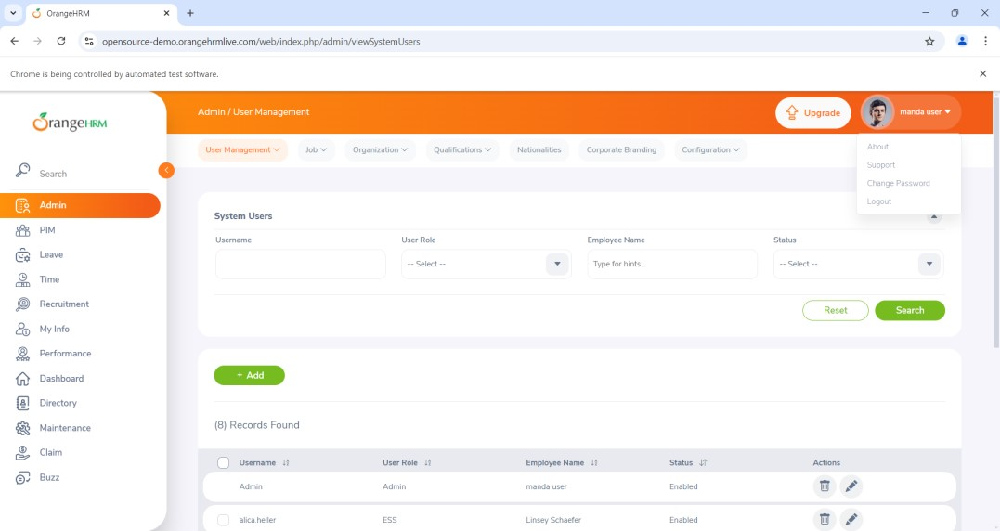 OrangeHRM
opensource-demo.orangehrmlive.com/web/index.php/admin/viewSystemUsers
Chrome is being controlled by automated test software.
OrangeHRM
Admin / User Management
Upgrade
manda user
User Management
Job
Organization
Qualifications
Nationalities
Corporate Branding
Configuration
About
Support
Change Password
Logout
Search
Admin
PIM
Leave
Time
Recruitment
My Info
Performance
Dashboard
Directory
Maintenance
Claim
Buzz
System Users
Username User Role Employee Name Status
-- Select -- Type for hints... -- Select --
Reset Search
+ Add
(8) Records Found
Username User Role Employee Name Status Actions
Admin Admin manda user Enabled
alica.heller ESS Linsey Schaefer Enabled